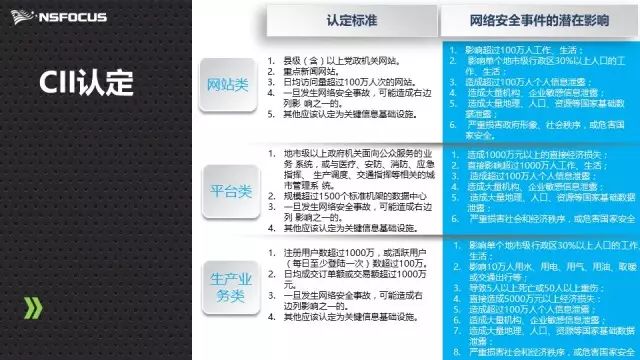 NSFOCUS
CII认定
认定标准
网络安全事件的潜在影响
网站类
1. 县级（含）以上党政机关网站。
2. 重点新闻网站。
3. 日均访问量超过100万人次的网站。
4. 一旦发生网络安全事故，可能造成右边
列影 响之一的。
5. 其他应该认定为关键信息基础设施。
1. 影响超过100万人工作、生活；
2. 影响单个地市级行政区30%以上人口的工
作、生活；
3. 造成超过100万人个人信息泄露；
4. 造成大量机构、企业敏感信息泄露；
5. 造成大量地理、人口、资源等国家基础数
据泄露；
6. 严重损害政府形象、社会秩序，或危害国
家安全。
平台类
1. 地市级以上政府机关面向公众服务的业
务 系统，或与医疗、安防、消防、应急
指挥、 生产调度、交通指挥等相关的城
市管理系 统。
2. 规模超过1500个标准机架的数据中心
3. 一旦发生网络安全事故，可能造成右边
列 影响之一的。
4. 其他应该认定为关键信息基础设施。
1. 造成1000万元以上的直接经济损失；
2. 直接影响超过1000万人工作、生活；
3. 造成超过100万人个人信息泄露；
4. 造成大量机构、企业敏感信息泄露；
5. 造成大量地理、人口、资源等国家基础数据
泄露；
6. 严重损害社会和经济秩序，或危害国家安全
生产业
务类
1. 注册用户数超过1000万，或活跃用户
（每日至少登陆一次）数超过100万。
2. 日均成交订单额或交易额超过1000万
元。
3. 一旦发生网络安全事故，可能造成右
边列影响之一的。
4. 其他应该认定为关键信息基础设施。
1. 影响单个地市级行政区30%以上人口的工作、
生活；
2. 影响10万人用水、用电、用气、用油、取暖
或交通出行等；
3. 导致5人以上死亡或50人以上重伤；
4. 直接造成5000万元以上经济损失；
5. 造成超过100万人个人信息泄露；
6. 造成大量机构、企业敏感信息泄露；
7. 造成大量地理、人口、资源等国家基础数据
泄露；
8. 严重损害社会和经济秩序，或危害国家安全